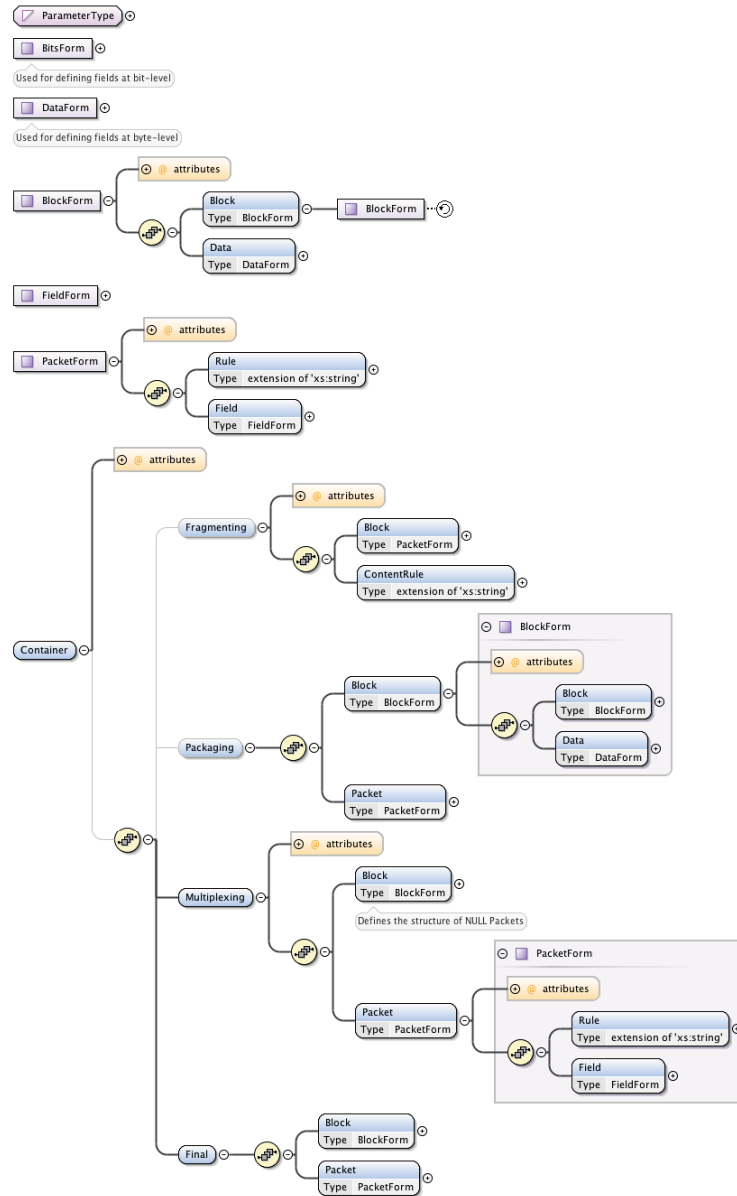 ParameterType
BitsForm
Used for defining fields at bit-level
DataForm
Used for defining fields at byte-level
@ attributes
BlockForm
Block
Type BlockForm
BlockForm
Data
Type DataForm
FieldForm
@ attributes
PacketForm
Rule
Type extension of 'xs:string'
Field
Type FieldForm
@ attributes
Container
@ attributes
Fragmenting
Block
Type PacketForm
ContentRule
Type extension of 'xs:string'
BlockForm
@ attributes
Block
Type BlockForm
Block
Type BlockForm
Data
Type DataForm
Packaging
Packet
Type PacketForm
@ attributes
Multiplexing
Block
Type BlockForm
Defines the structure of NULL Packets
PacketForm
@ attributes
Packet
Type PacketForm
Rule
Type extension of 'xs:string'
Field
Type FieldForm
Final
Block
Type BlockForm
Packet
Type PacketForm